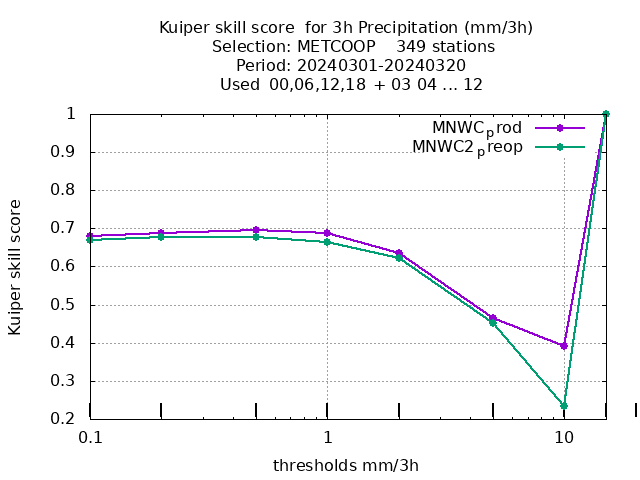 Kuiper skill score  for 3h Precipitation (mm/3h)
Selection: METCOOP    349 stations
Period: 20240301-20240320
Used 00,06,12,18 + 03 04 ... 12
MNWCprod
MNWC2preop
1
0.9
0.8
0.7
0.6
0.5
0.4
0.3
0.2
Kuiper skill score
0.1 1 10
thresholds mm/3h